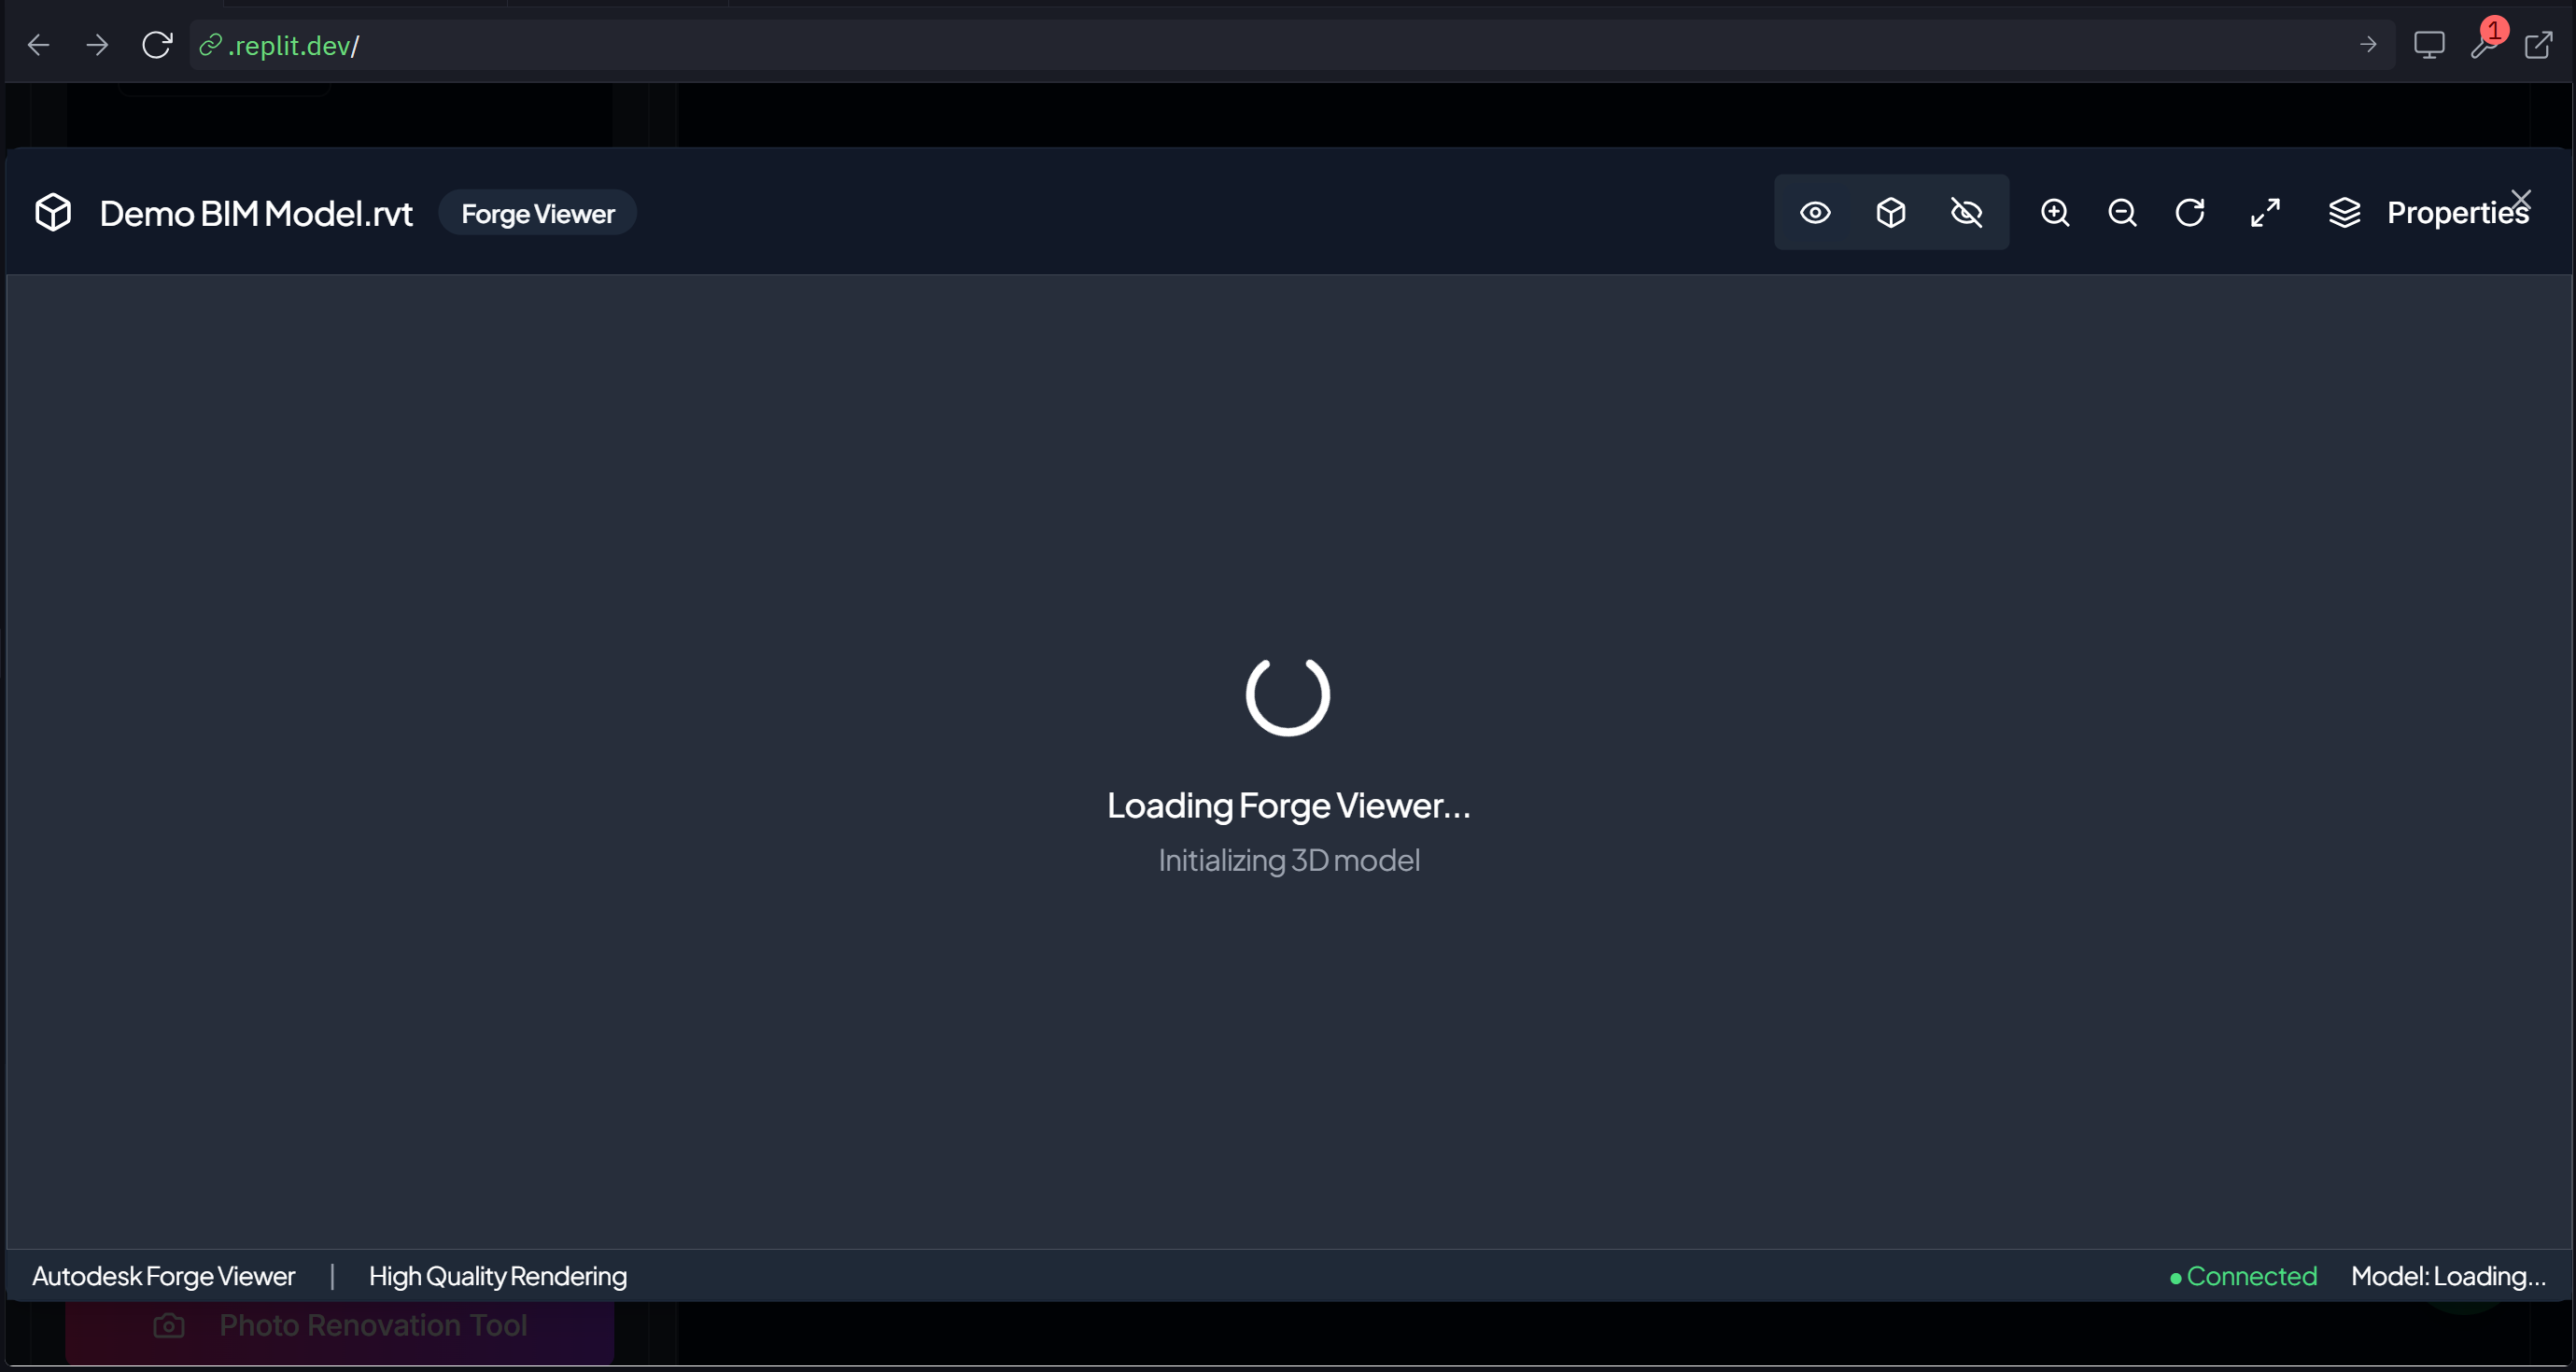 .replit.dev/
1
Demo BIM Model.rvt
Forge Viewer
Properties
Loading Forge Viewer...
Initializing 3D model
Autodesk Forge Viewer | High Quality Rendering
Connected
Model: Loading...
Photo Renovation Tool